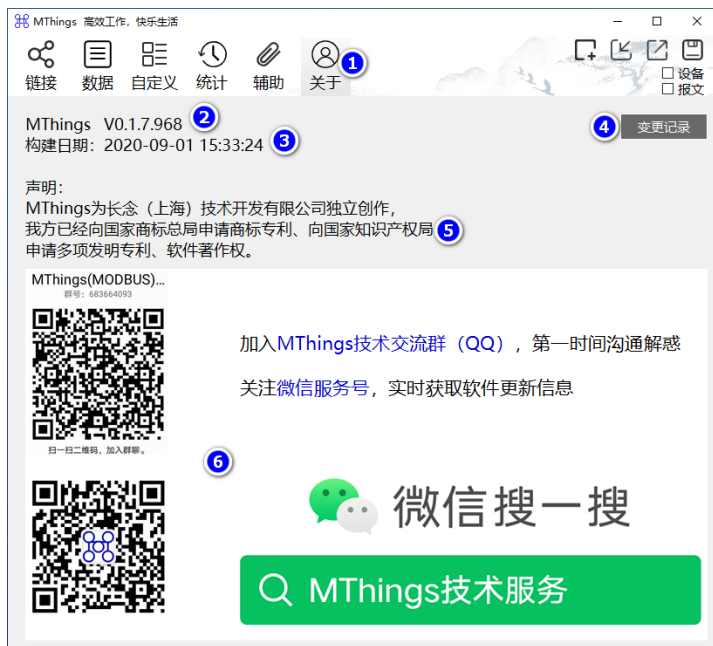 MThings 高效工作，快乐生活
链接 数据 自定义 统计 辅助 关于 1
设备
报文
MThings V0.1.7.968 2
4 变更记录
构建日期：2020-09-01 15:33:24 3
声明：
MThings为长念（上海）技术开发有限公司独立创作，
我方已经向国家商标总局申请商标专利、向国家知识产权局 5
申请多项发明专利、软件著作权。
MThings(MODBUS)...
群号：683664093
加入MThings技术交流群（QQ），第一时间沟通解惑
关注微信服务号，实时获取软件更新信息
扫一扫二维码，加入群聊。
6
微信搜一搜
MThings技术服务